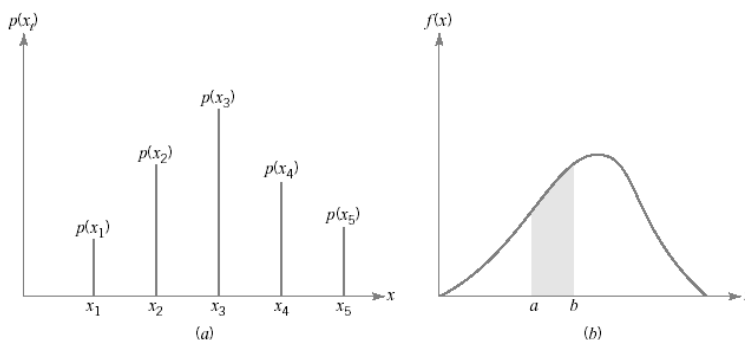 p(xᵢ)
p(x₃)
p(x₂)
p(x₄)
p(x₁)
p(x₅)
x
x₁ x₂ x₃ x₄ x₅
(a)
f(x)
a b
(b)